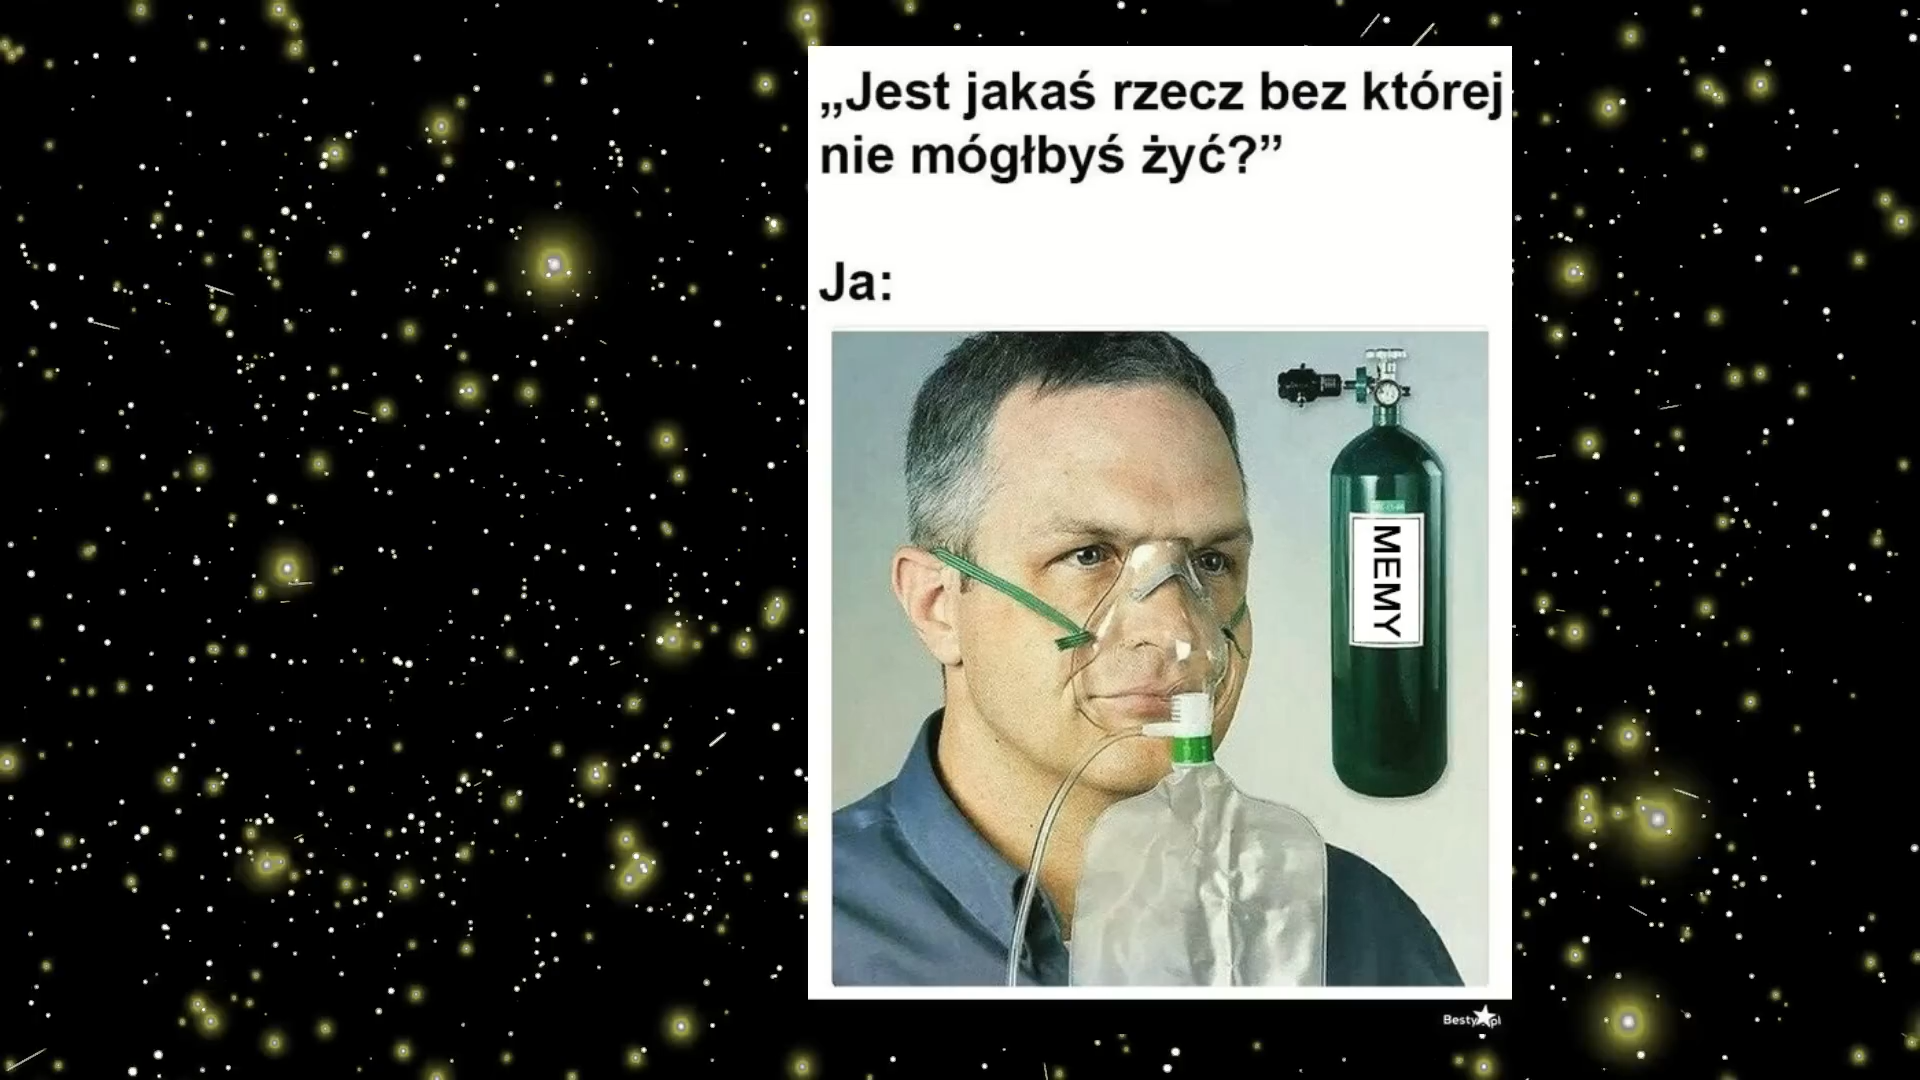 „Jest jakaś rzecz bez której
nie mógłbyś żyć?”
Ja:
MEMY